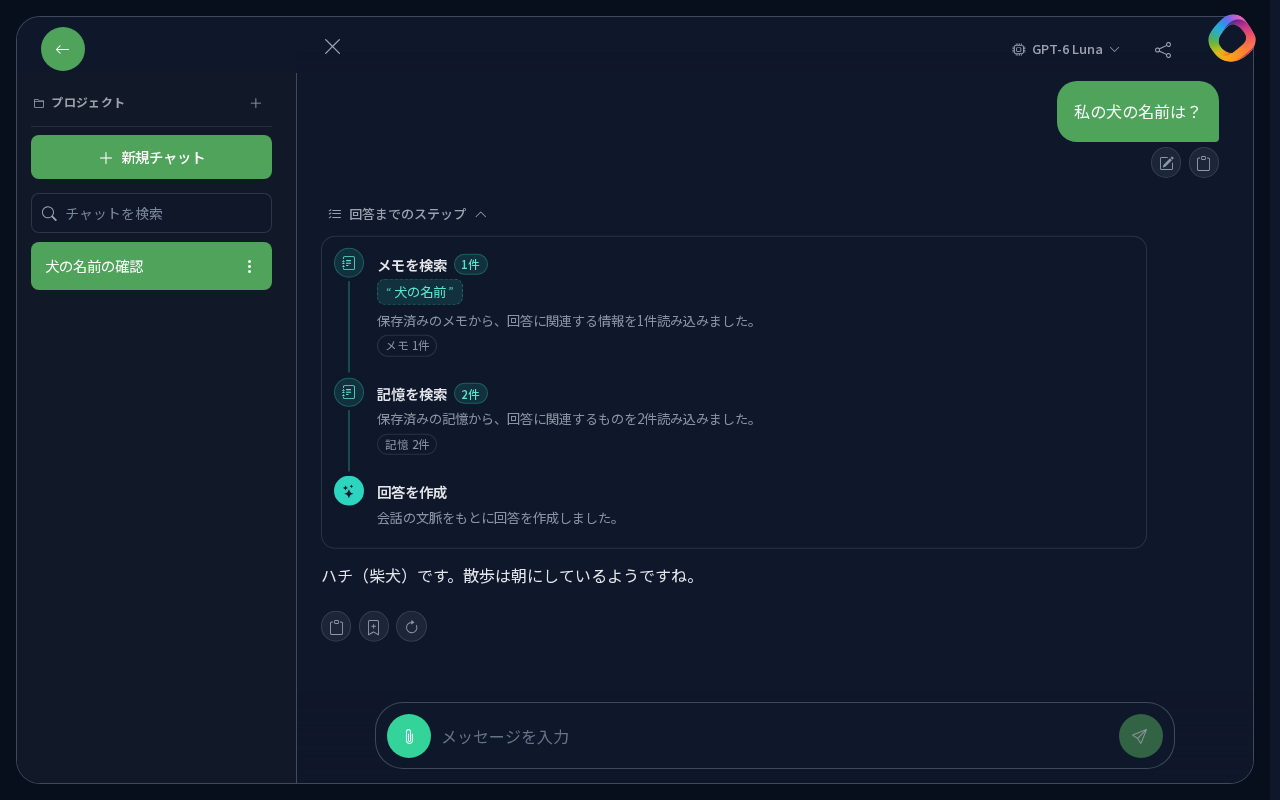 GPT-6 Luna
プロジェクト
新規チャット
チャットを検索
犬の名前の確認
私の犬の名前は？
回答までのステップ
メモを検索 1件
“犬の名前”
保存済みのメモから、回答に関連する情報を1件読み込みました。
メモ 1件
記憶を検索 2件
保存済みの記憶から、回答に関連するものを2件読み込みました。
記憶 2件
回答を作成
会話の文脈をもとに回答を作成しました。
ハチ（柴犬）です。散歩は朝にしているようですね。
メッセージを入力